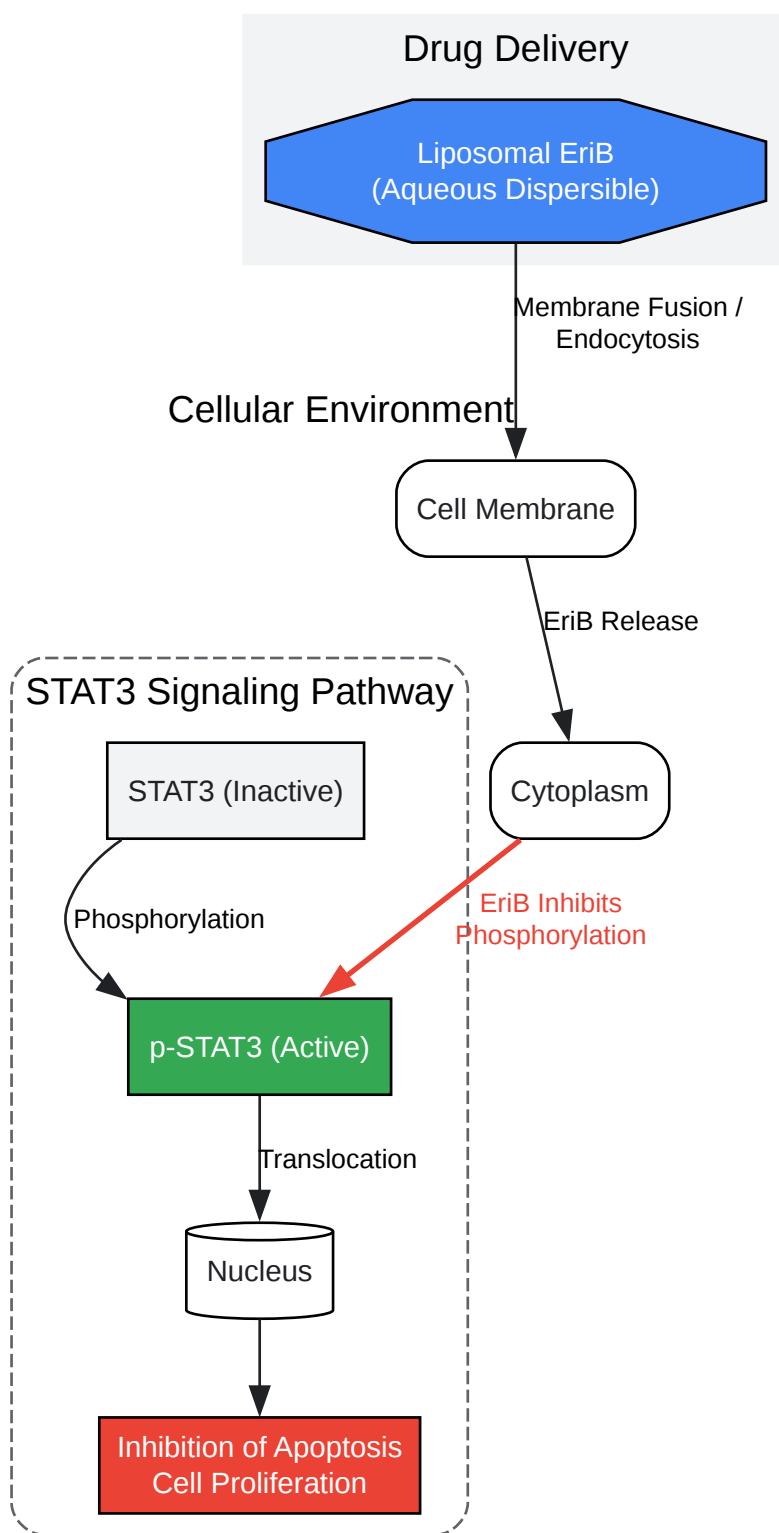 Drug Delivery
Liposomal EriB
(Aqueous Dispersible)
Membrane Fusion /
Endocytosis
Cellular Environment
Cell Membrane
EriB Release
STAT3 Signaling Pathway
STAT3 (Inactive)
Cytoplasm
Phosphorylation
EriB Inhibits
Phosphorylation
p-STAT3 (Active)
Translocation
Nucleus
Inhibition of Apoptosis
Cell Proliferation